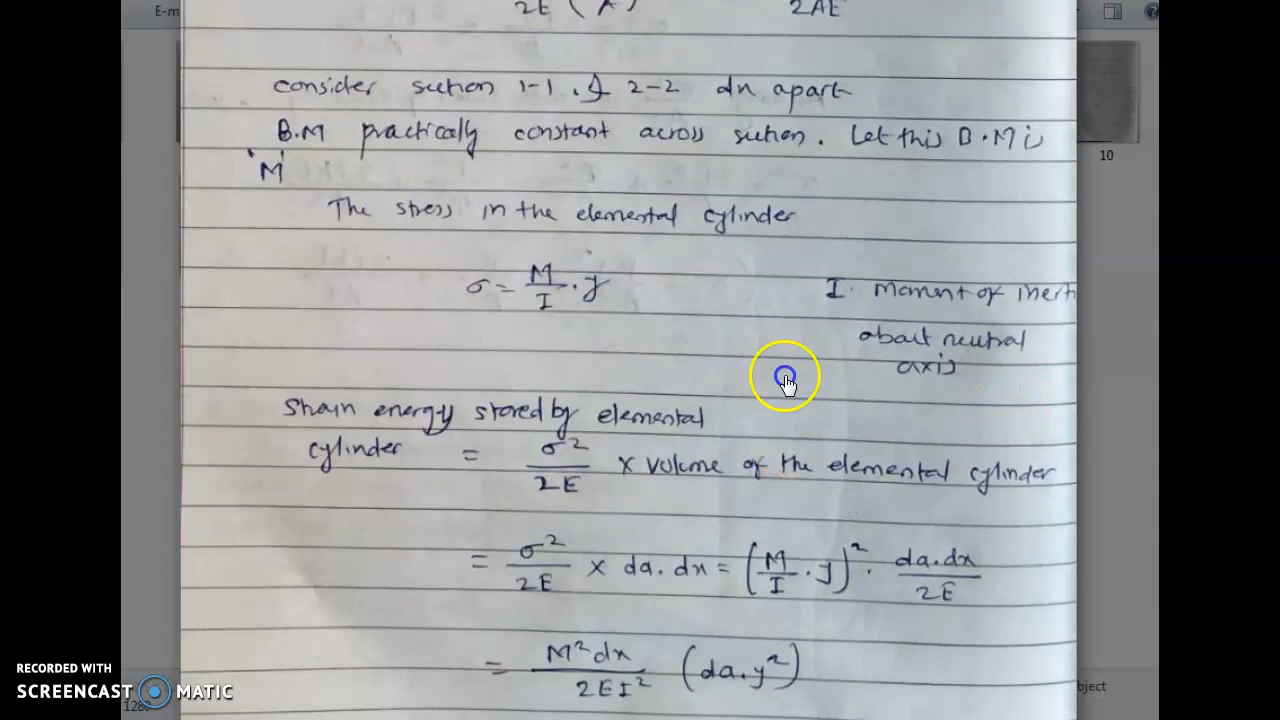 E-m
2E ( A ) 2AE
consider section 1-1 & 2-2 dx apart
B.M practically constant across section. Let this B.M is
'M'
10
The stress in the elemental cylinder
σ = M/I . y
I . Moment of inert
about neutral
axis
Strain energy stored by elemental
cylinder = σ²/2E × volume of the elemental cylinder
= σ²/2E × da.dx = (M/I . y)² . da.dx/2E
= M²dx/2EI² (da.y²)
RECORDED WITH
SCREENCAST MATIC
bject